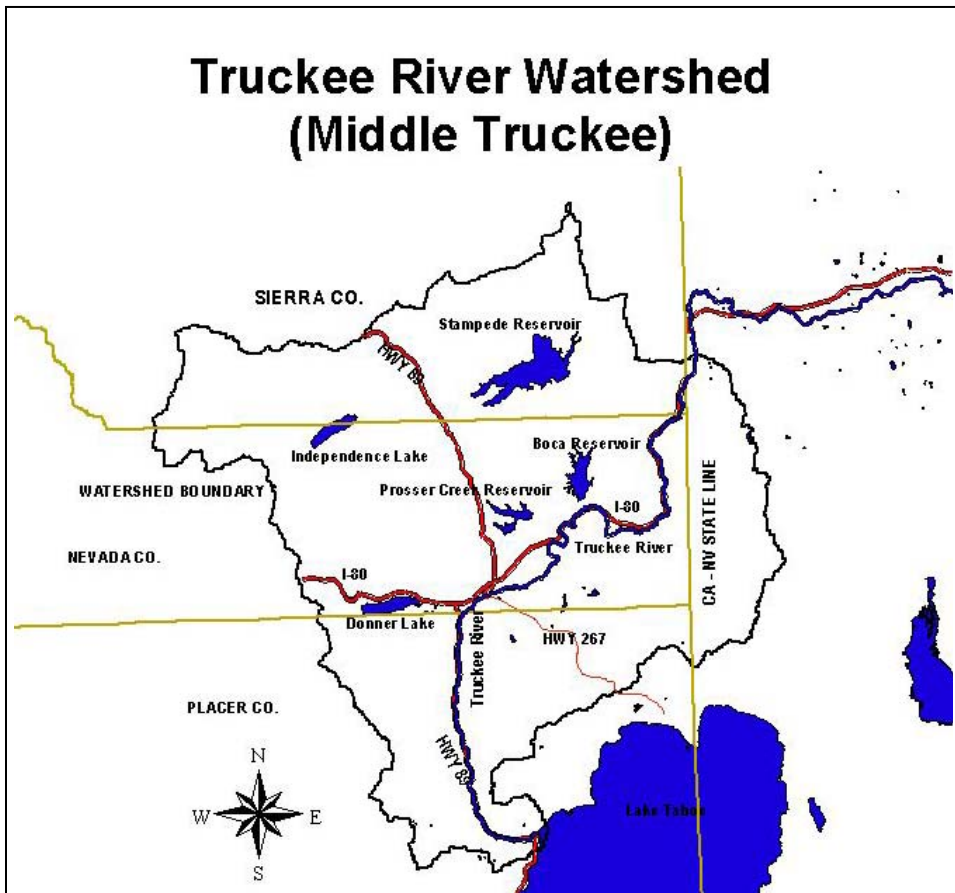 Truckee River Watershed
(Middle Truckee)
SIERRA CO.
Stampede Reservoir
HWY 89
Boca Reservoir
Independence Lake
WATERSHED BOUNDARY
Prosser Creek Reservoir
I-80
Truckee River
NEVADA CO.
CA - NV STATE LINE
I-80
Donner Lake
HWY 267
Truckee River
PLACER CO.
HWY 89
N
W
E
S
Lake Tahoe